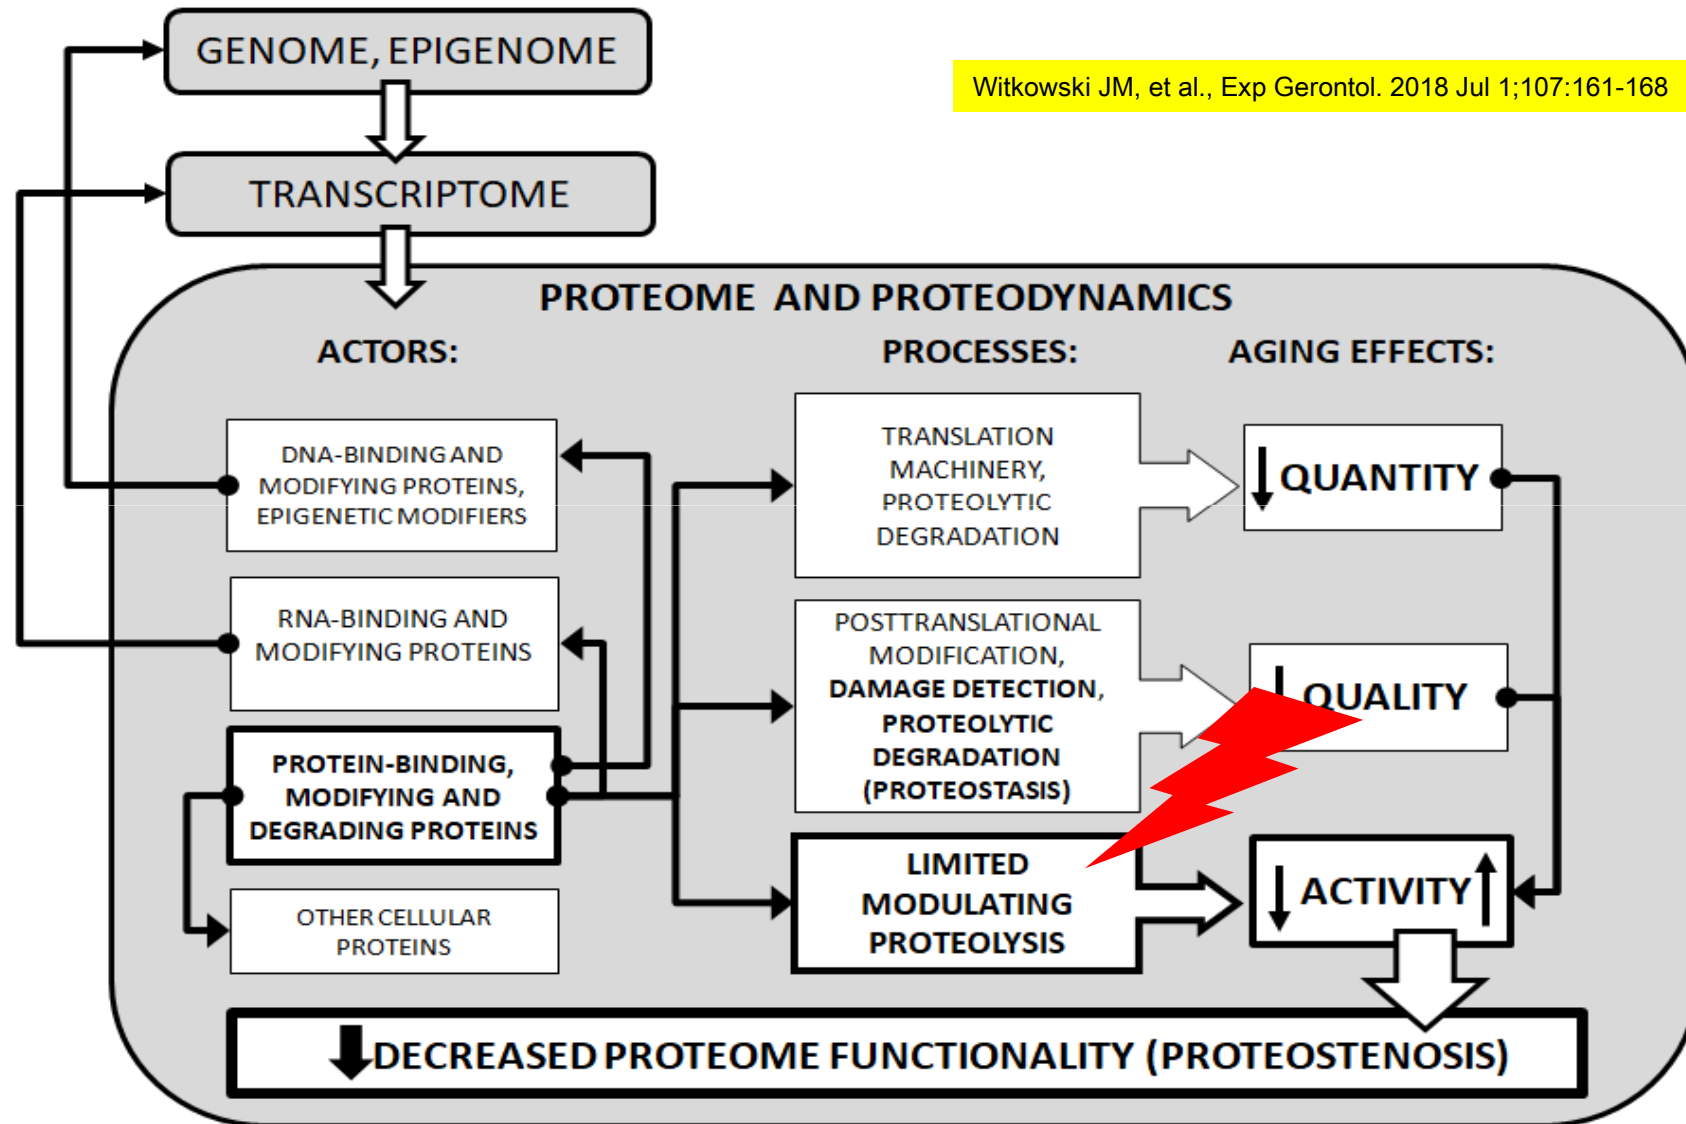 GENOME, EPIGENOME
Witkowski JM, et al., Exp Gerontol. 2018 Jul 1;107:161-168
TRANSCRIPTOME
PROTEOME AND PROTEODYNAMICS
ACTORS:
PROCESSES:
AGING EFFECTS:
DNA-BINDING AND
MODIFYING PROTEINS,
EPIGENETIC MODIFIERS
TRANSLATION
MACHINERY,
PROTEOLYTIC
DEGRADATION
QUANTITY
RNA-BINDING AND
MODIFYING PROTEINS
POSTTRANSLATIONAL
MODIFICATION,
DAMAGE DETECTION,
PROTEOLYTIC
DEGRADATION
(PROTEOSTASIS)
QUALITY
PROTEIN-BINDING,
MODIFYING AND
DEGRADING PROTEINS
LIMITED
MODULATING
PROTEOLYSIS
ACTIVITY
OTHER CELLULAR
PROTEINS
DECREASED PROTEOME FUNCTIONALITY (PROTEOSTENOSIS)